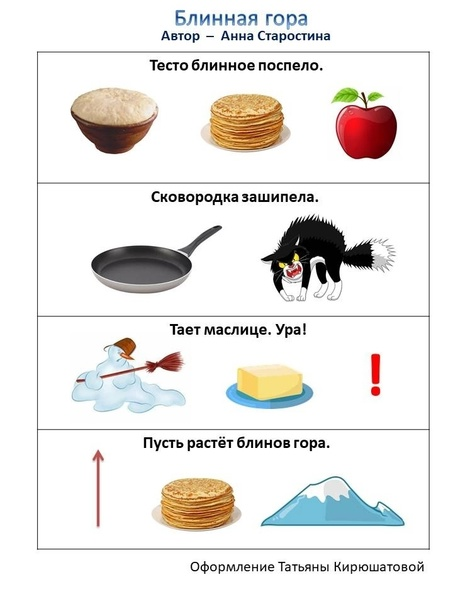 Блинная гора
Автор – Анна Старостина
Тесто блинное поспело.
Сковородка зашипела.
Тает маслице. Ура!
Пусть растёт блинов гора.
Оформление Татьяны Кирюшатовой